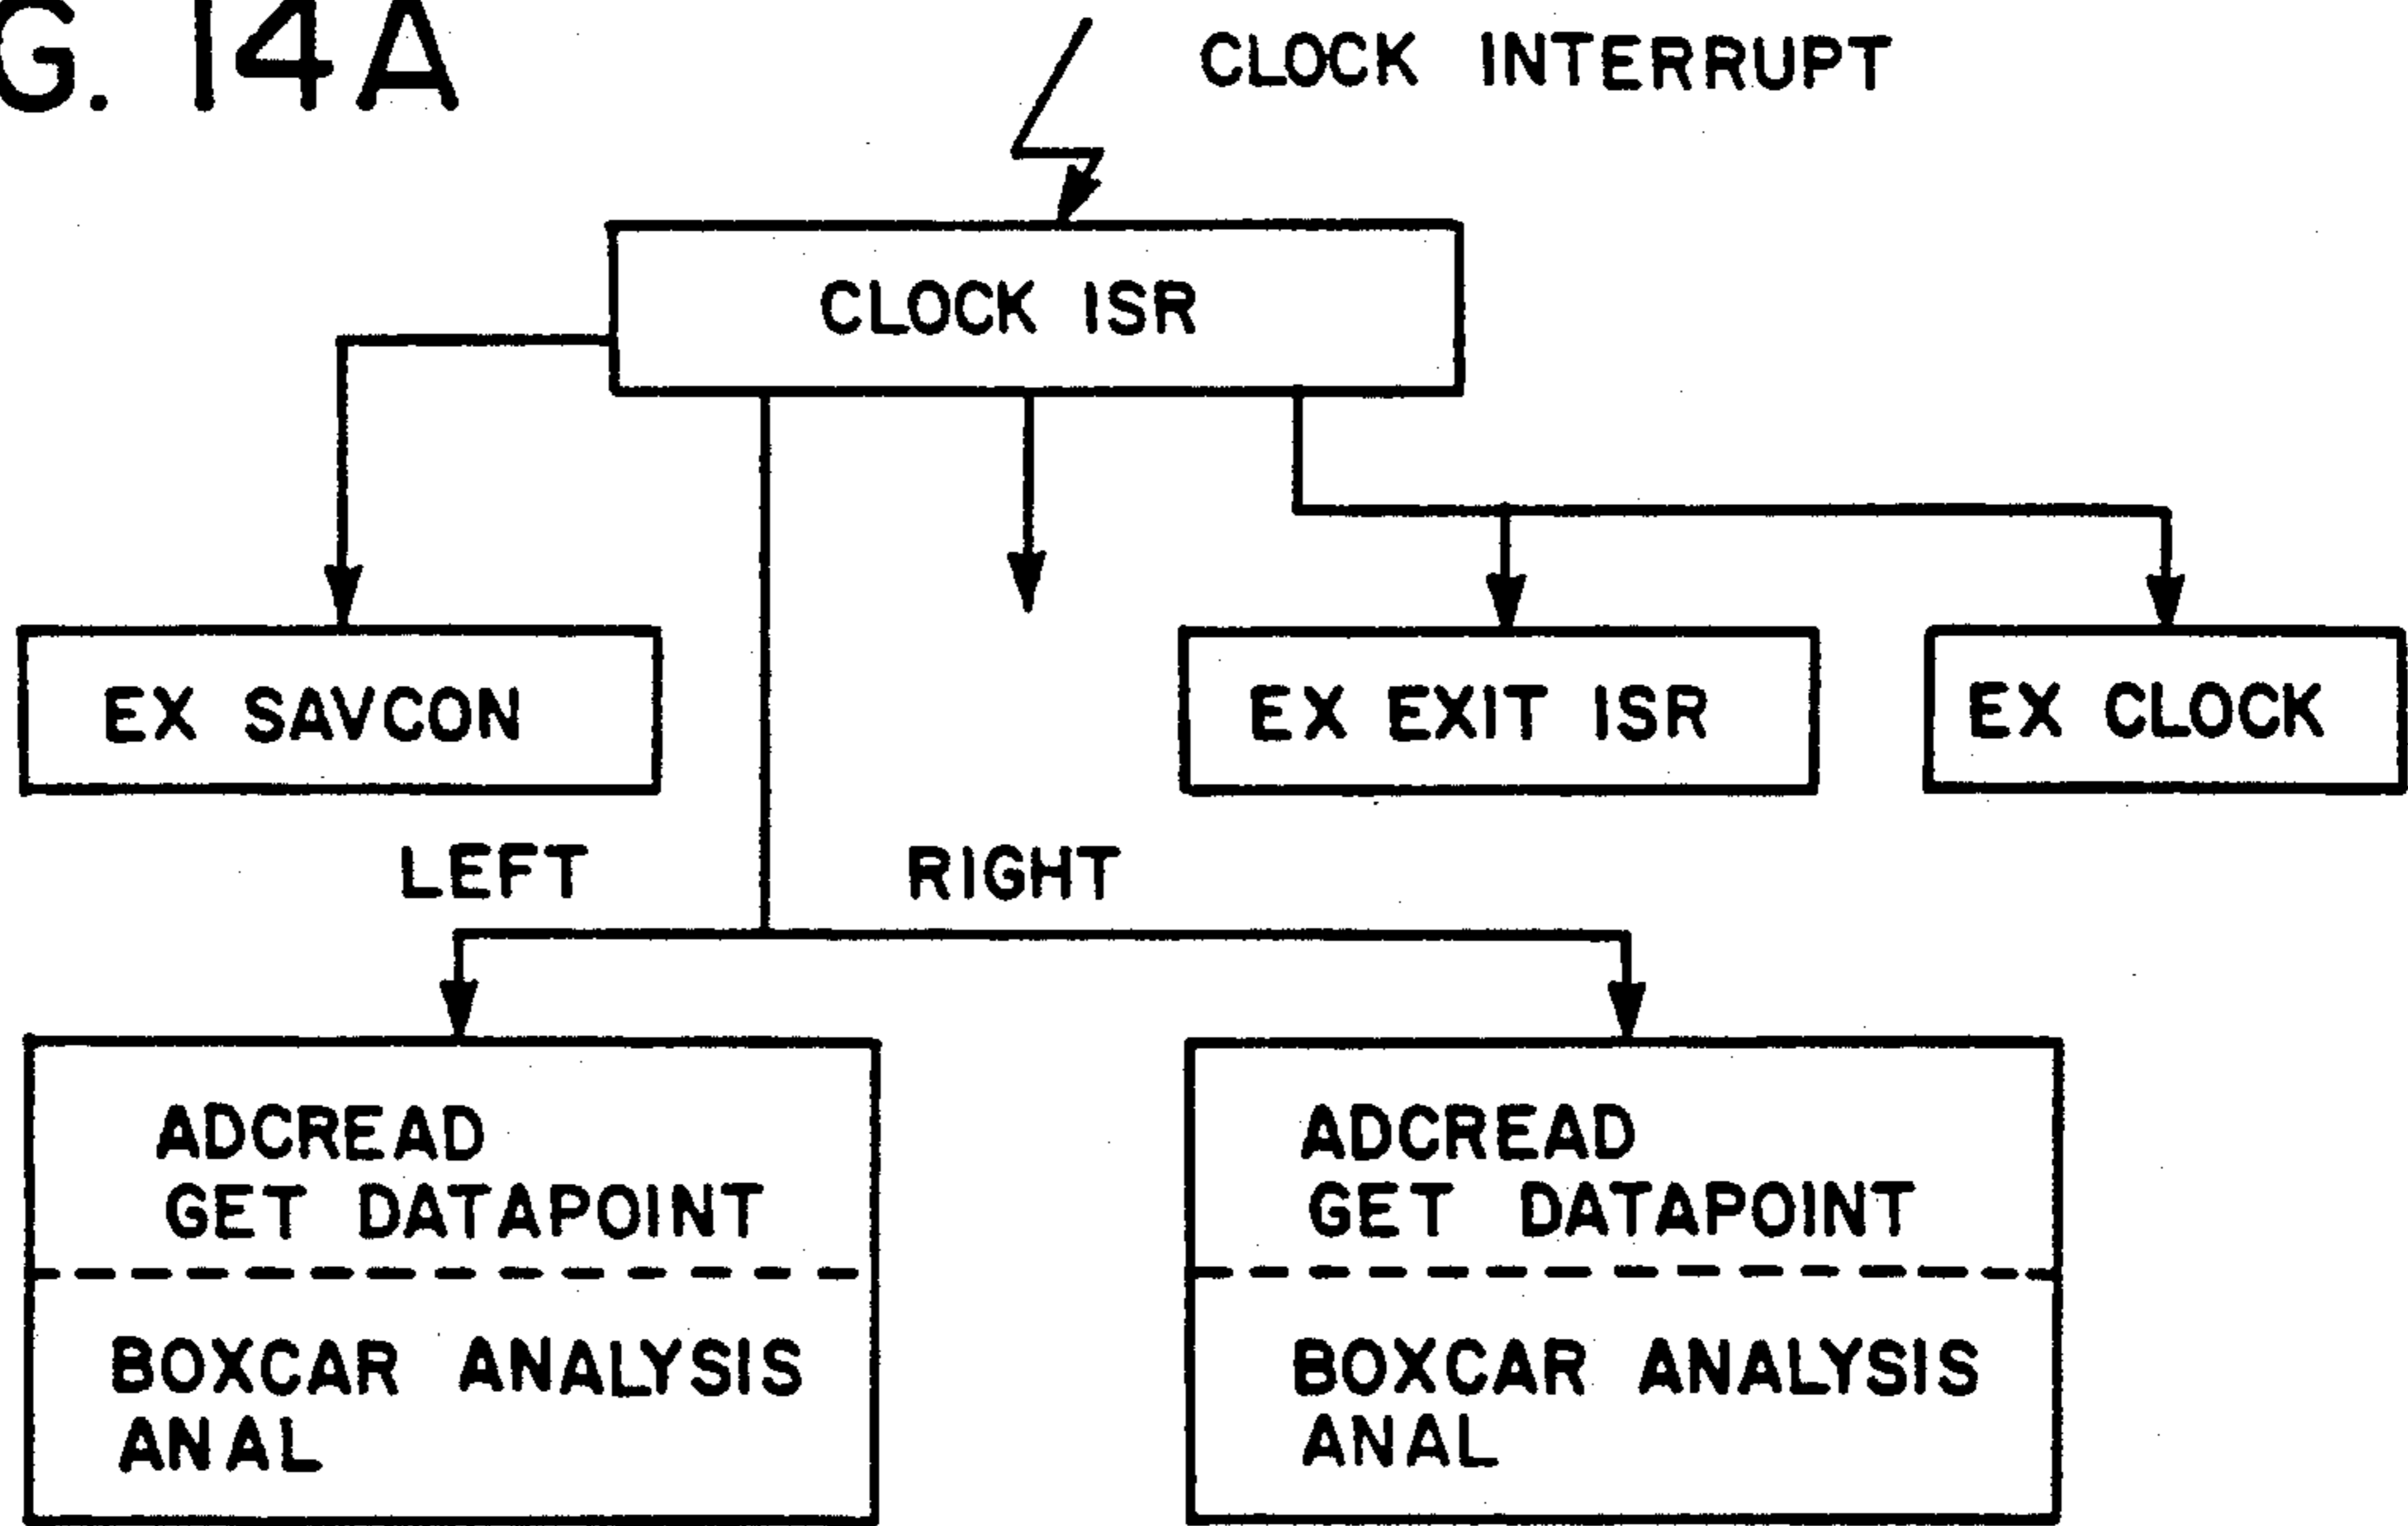 G. 14A
CLOCK INTERRUPT
CLOCK ISR
EX SAVCON
EX EXIT ISR
EX CLOCK
LEFT
RIGHT
ADCREAD
GET DATAPOINT
BOXCAR ANALYSIS
ANAL
ADCREAD
GET DATAPOINT
BOXCAR ANALYSIS
ANAL